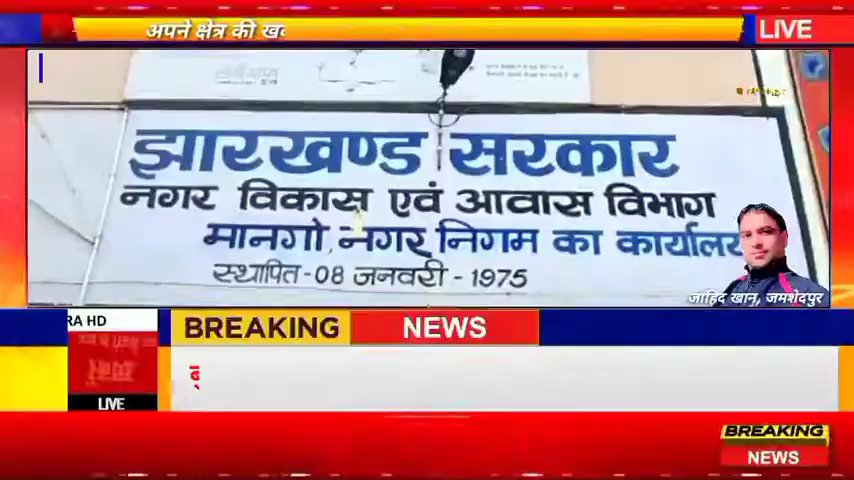 अपने क्षेत्र की
LIVE
झारखण्ड सरकार
नगर विकास एवं आवास विभाग
मानगो नगर निगम का कार्यालय
स्थापित-08 जनवरी - 1975
जाहिद खान, जमशेदपुर
RA HD
BREAKING NEWS
LIVE
BREAKING
NEWS